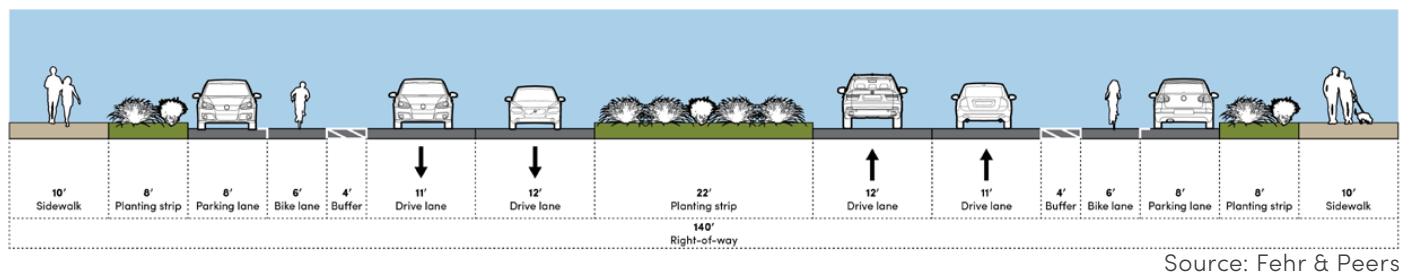 10' 8' 8' 6' 4' 11' 12' 22' 12' 11' 4' 6' 8' 8' 10'
Sidewalk Planting strip Parking lane Bike lane Buffer Drive lane Drive lane Planting strip Drive lane Drive lane Buffer Bike lane Parking lane Planting strip Sidewalk
140'
Right-of-way
Source: Fehr & Peers